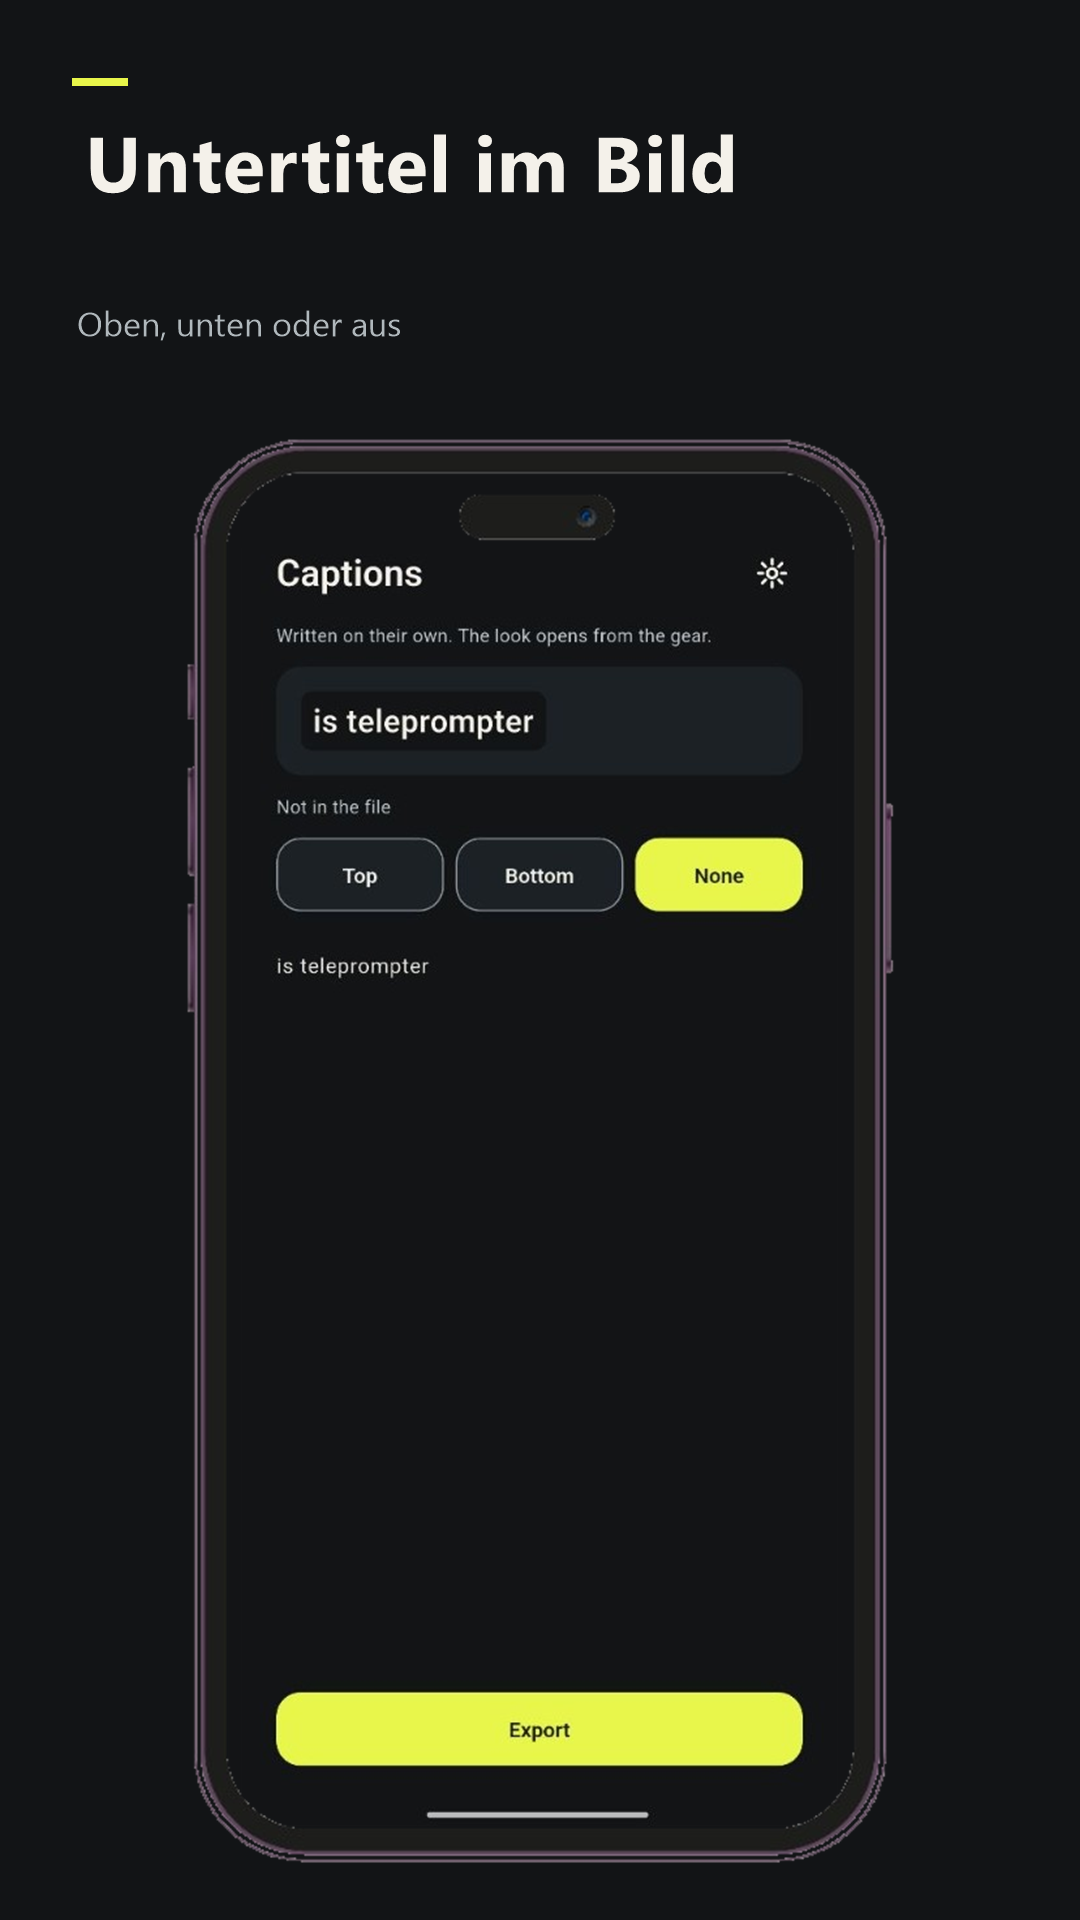 Untertitel im Bild
Oben, unten oder aus
Captions
Written on their own. The look opens from the gear.
is teleprompter
Not in the file
Top
Bottom
None
is teleprompter
Export